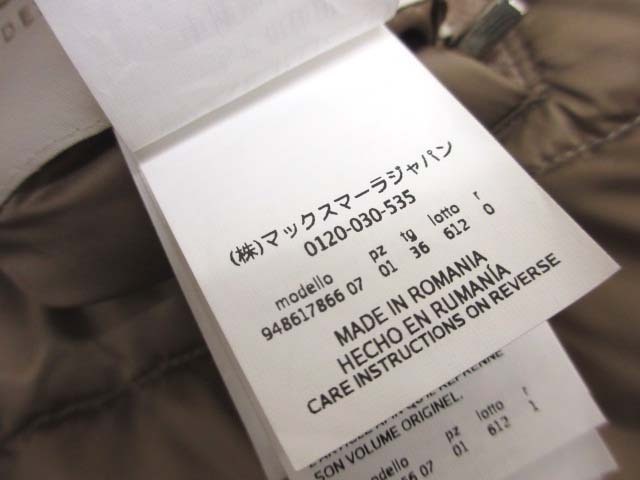 DE
(株)マックスマーラジャパン
0120-030-535
modello pz tg lotto r
948617866 07 01 36 612 0
MADE IN ROMANIA
HECHO EN RUMANÍA
CARE INSTRUCTIONS ON REVERSE
REPRENNE
SON VOLUME ORIGINEL.
modello pz lotto r
07 01 612 1